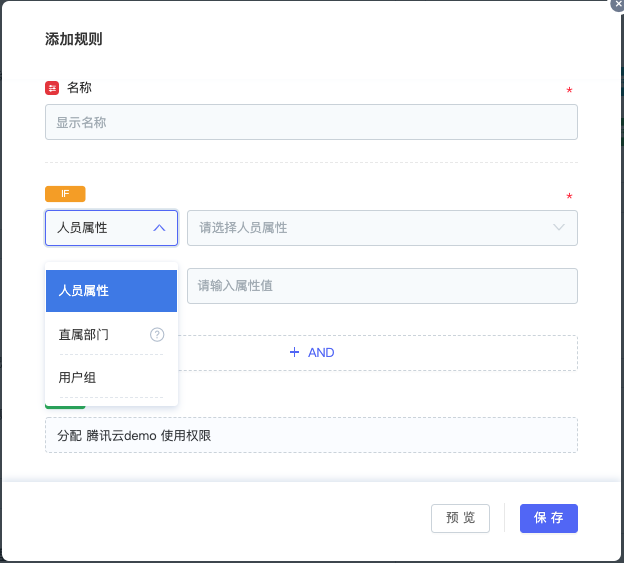 添加规则
名称
*
显示名称
IF
*
人员属性
请选择人员属性
人员属性
请输入属性值
直属部门 ?
+ AND
用户组
分配 腾讯云demo 使用权限
预 览
保 存